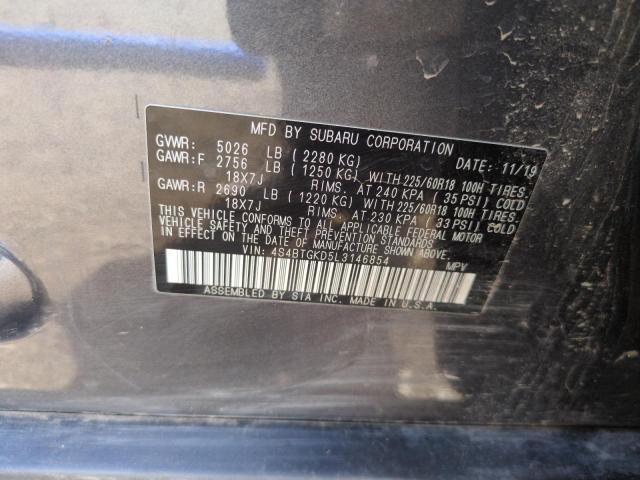 MFD BY SUBARU CORPORATION
GVWR: 5026 LB ( 2280 KG) DATE: 11/19
GAWR:F 2756 LB ( 1250 KG) WITH 225/60R18 100H TIRES.
18X7J RIMS. AT 240 KPA ( 35 PSI) COLD
GAWR:R 2690 LB ( 1220 KG) WITH 225/60R18 100H TIRES.
18X7J RIMS. AT 230 KPA ( 33 PSI) COLD
THIS VEHICLE CONFORMS TO ALL APPLICABLE FEDERAL MOTOR
VEHICLE SAFETY AND THEFT PREVENTION STANDARDS
IN EFFECT ON THE DATE OF MANUFACTURE SHOWN ABOVE.
VIN: 4S4BTGKD5L3146854 MPV
ASSEMBLED BY SIA INC. MADE IN U.S.A.